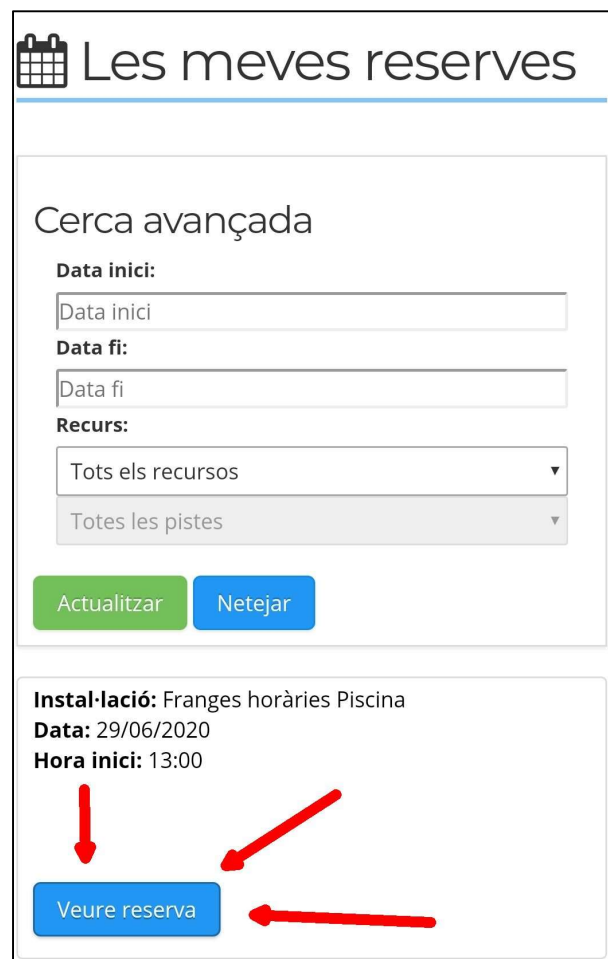 Les meves reserves
Cerca avançada
Data inici:
Data inici
Data fi:
Data fi
Recurs:
Tots els recursos
Totes les pistes
Actualitzar Netejar
Instal·lació: Franges horàries Piscina
Data: 29/06/2020
Hora inici: 13:00
Veure reserva